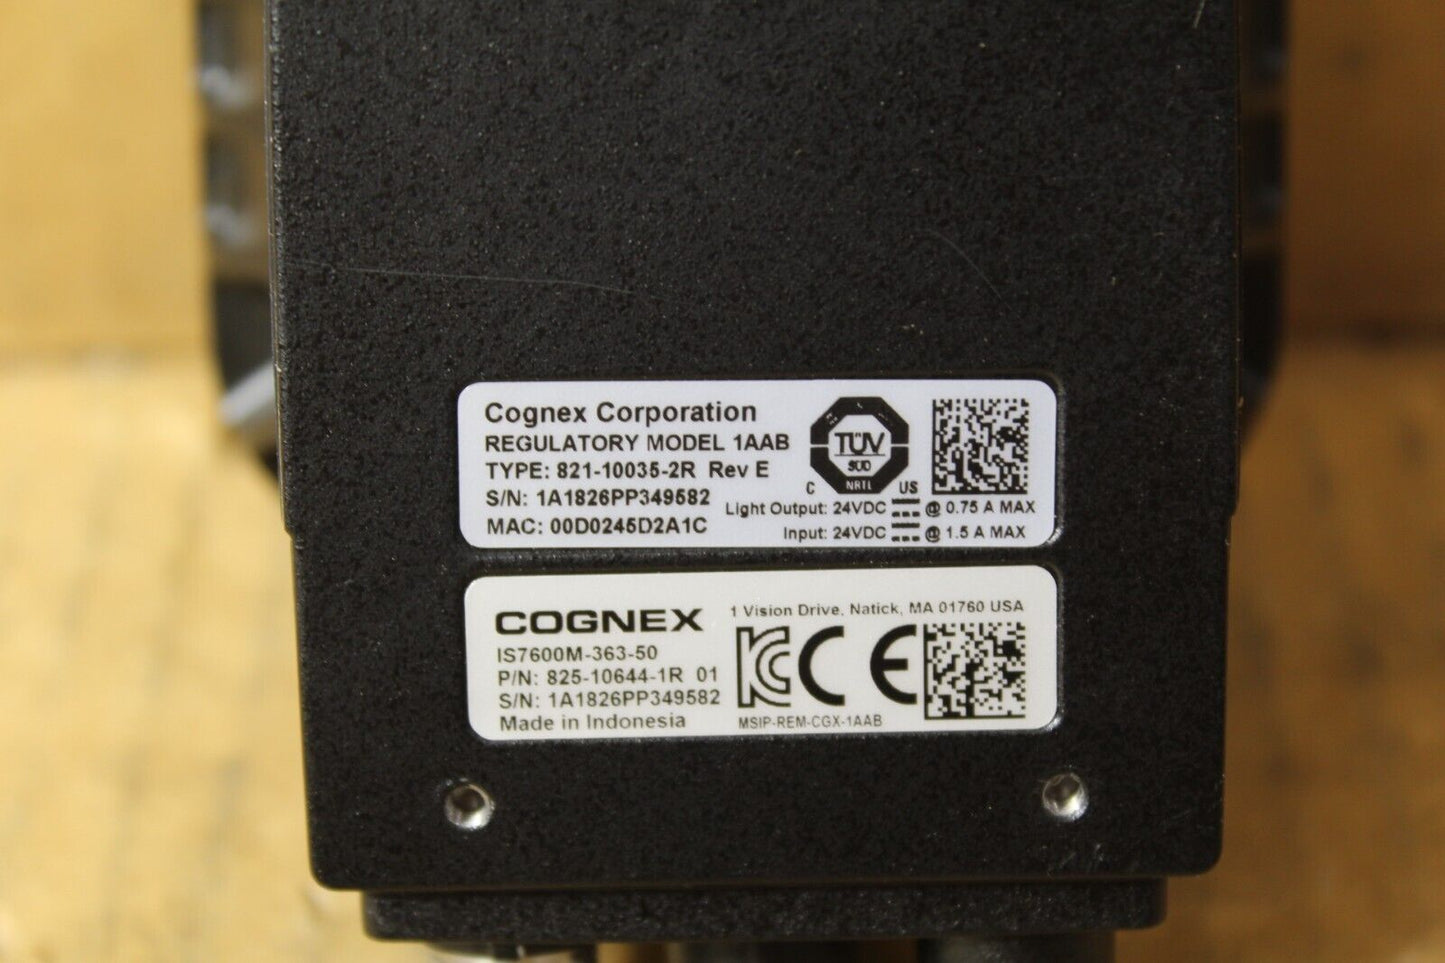 Cognex Corporation
REGULATORY MODEL 1AAB
TYPE: 821-10035-2R Rev E
S/N: 1A1826PP349582
MAC: 00D0245D2A1C
TÜV
SÜD
NRTL
C US
Light Output: 24VDC @ 0.75 A MAX
Input: 24VDC @ 1.5 A MAX
COGNEX
1 Vision Drive, Natick, MA 01760 USA
IS7600M-363-50
P/N: 825-10644-1R 01
S/N: 1A1826PP349582
Made in Indonesia
KC CE
MSIP-REM-CGX-1AAB